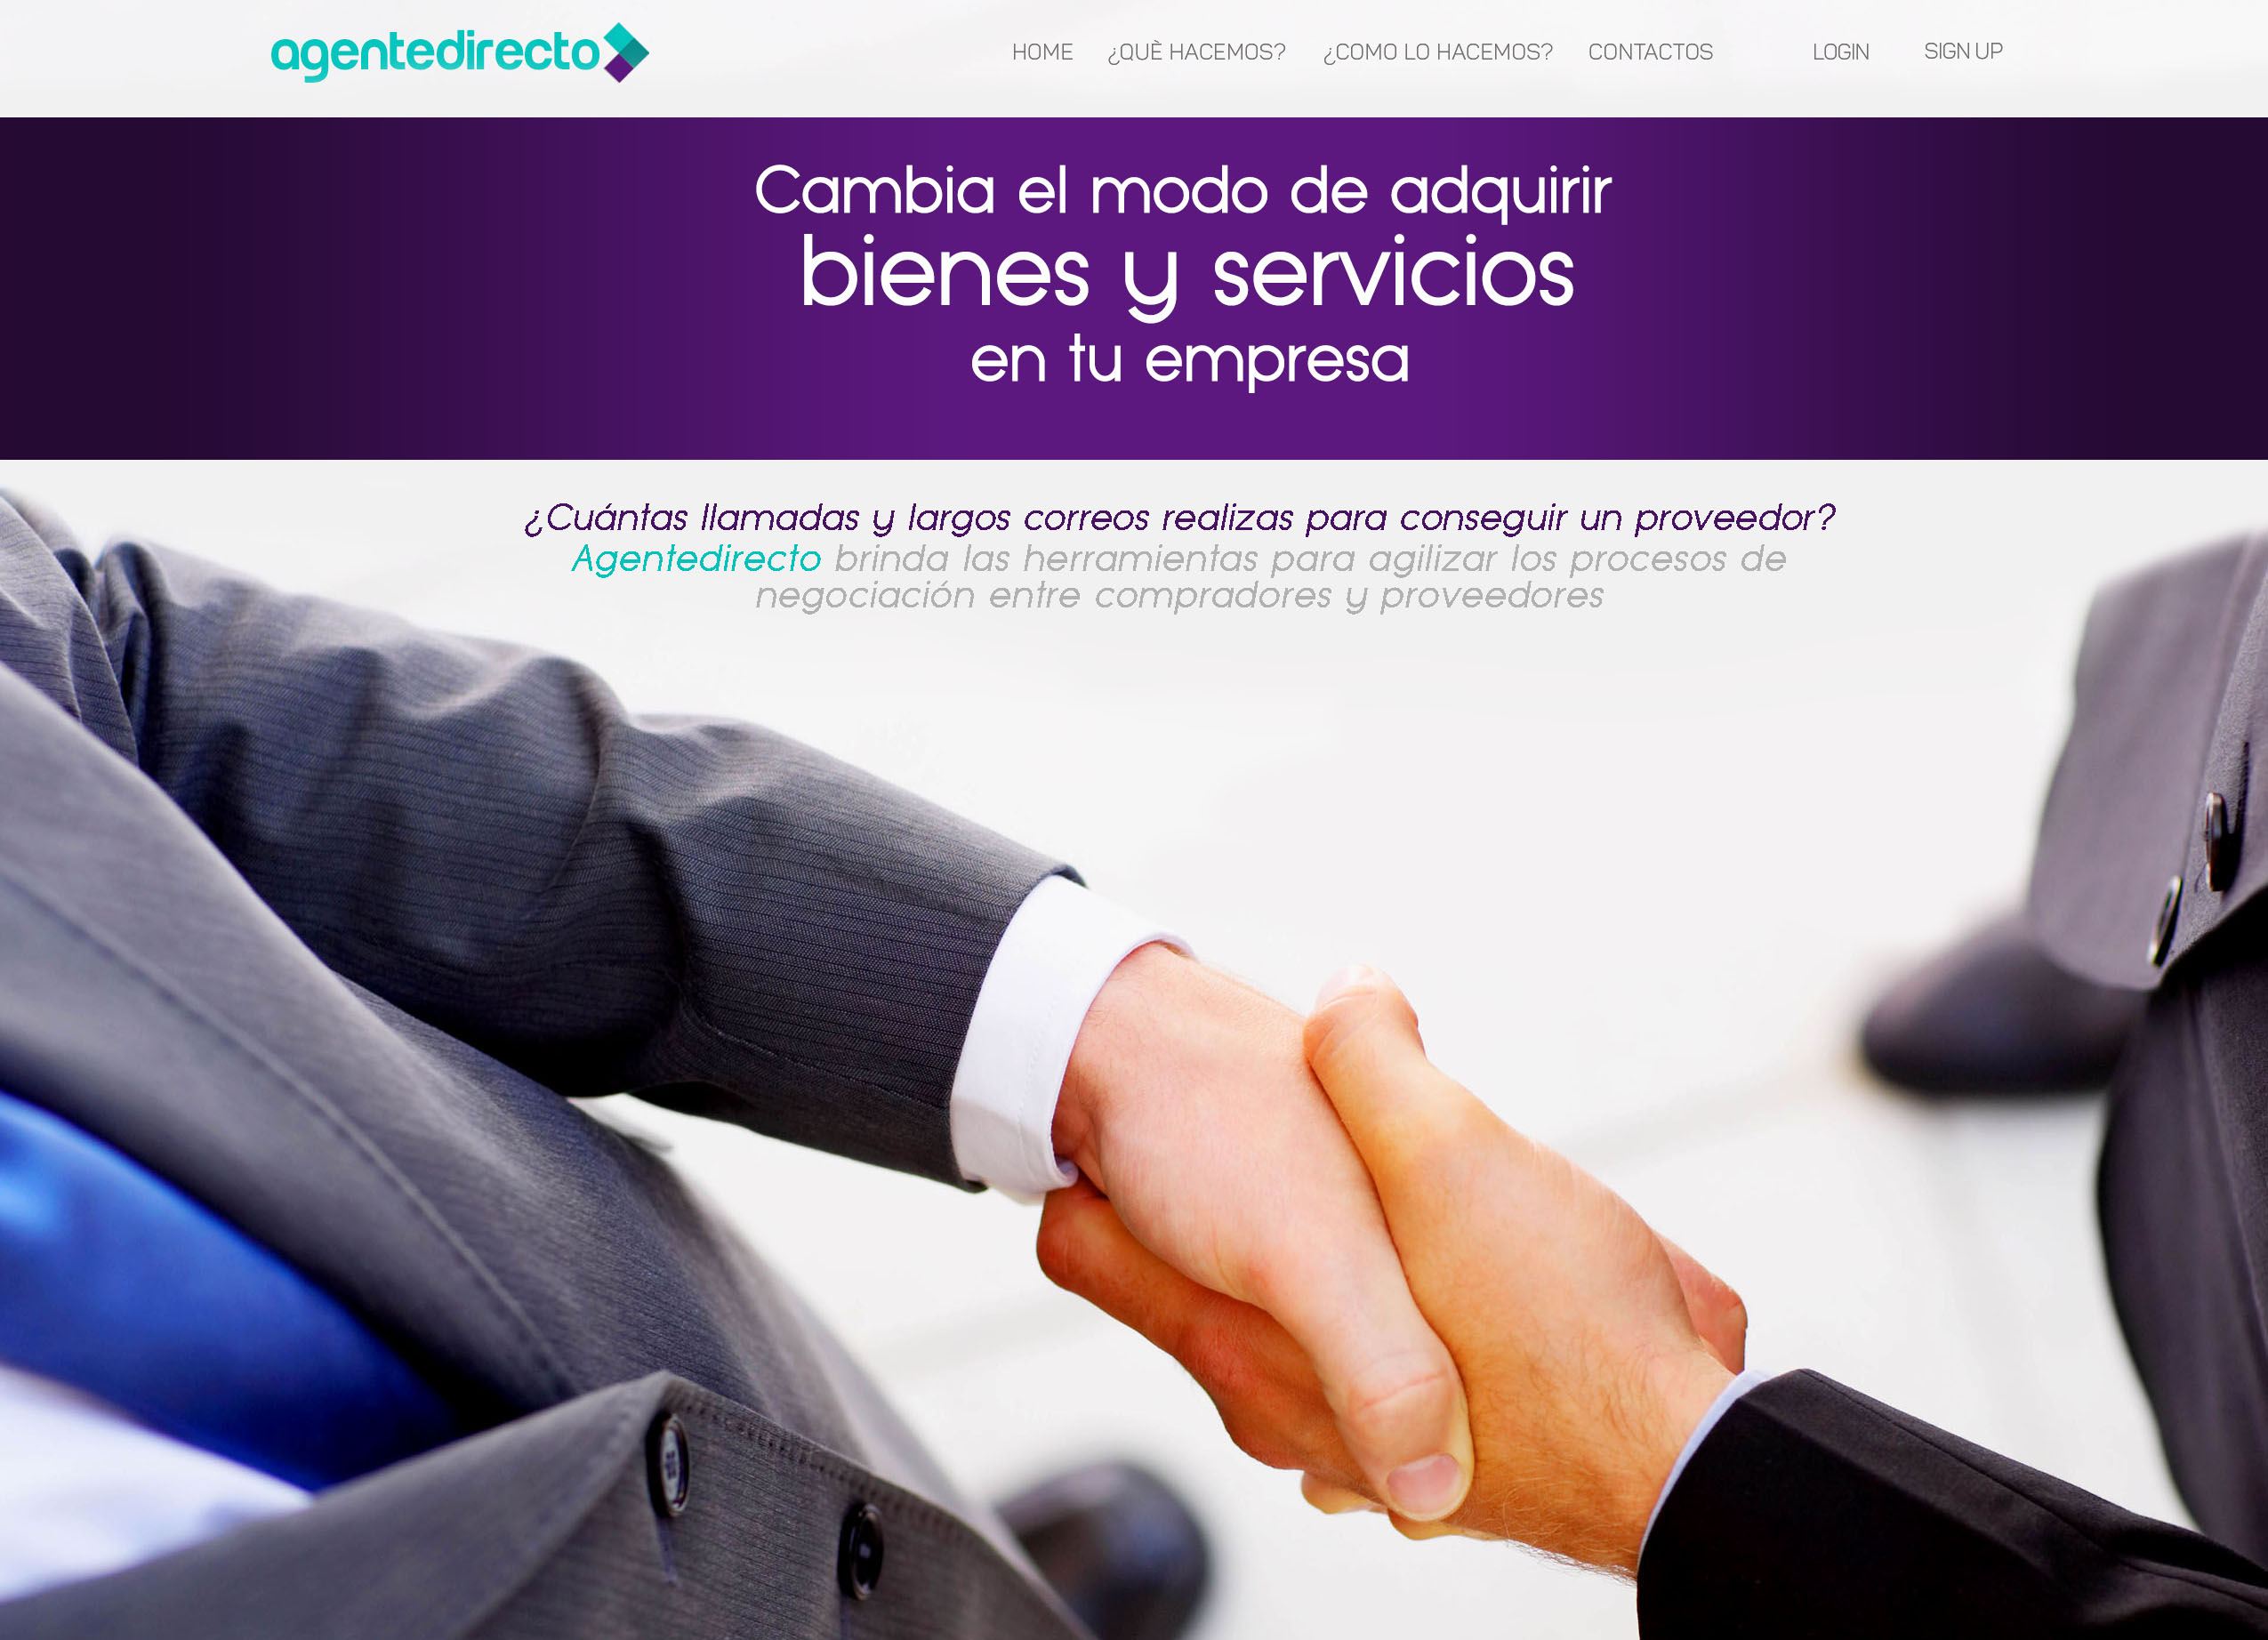 agentedirecto
HOME ¿QUÈ HACEMOS? ¿COMO LO HACEMOS? CONTACTOS LOGIN SIGN UP
Cambia el modo de adquirir
bienes y servicios
en tu empresa
¿Cuántas llamadas y largos correos realizas para conseguir un proveedor?
Agentedirecto brinda las herramientas para agilizar los procesos de
negociación entre compradores y proveedores